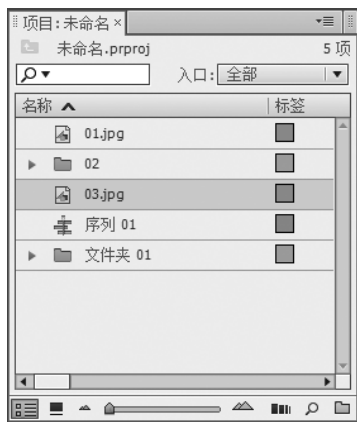 项目:未命名×
未命名.prproj 5 项
入口: 全部
名称 标签
01.jpg
02
03.jpg
序列 01
文件夹 01